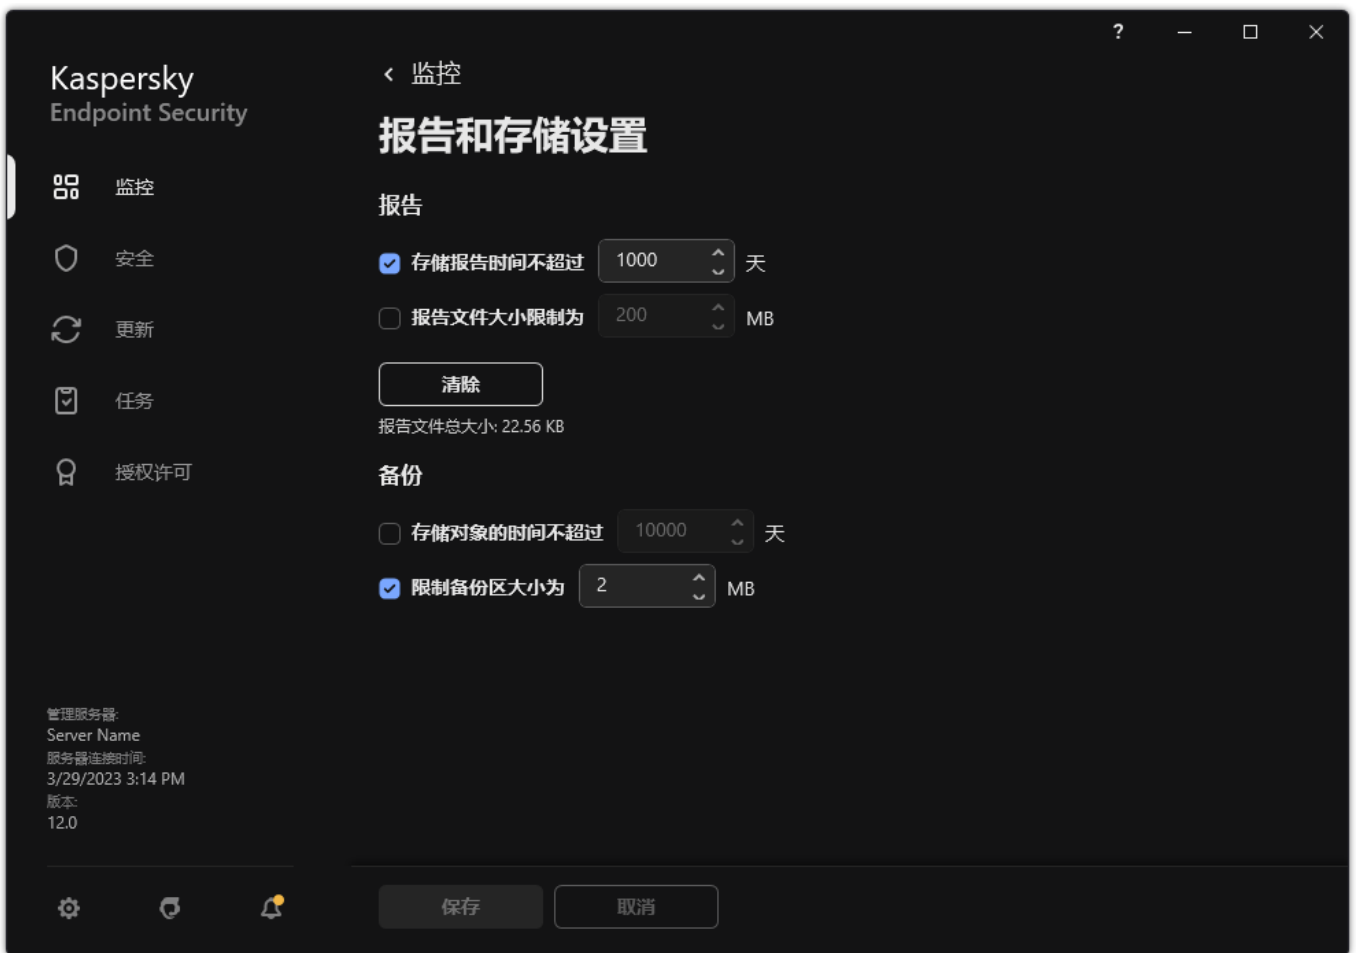 ?
Kaspersky
Endpoint Security
监控
安全
更新
任务
授权许可
管理服务器:
Server Name
服务器连接时间:
3/29/2023 3:14 PM
版本:
12.0
监控
报告和存储设置
报告
存储报告时间不超过 1000 天
报告文件大小限制为 200 MB
清除
报告文件总大小: 22.56 KB
备份
存储对象的时间不超过 10000 天
限制备份区大小为 2 MB
保存 取消